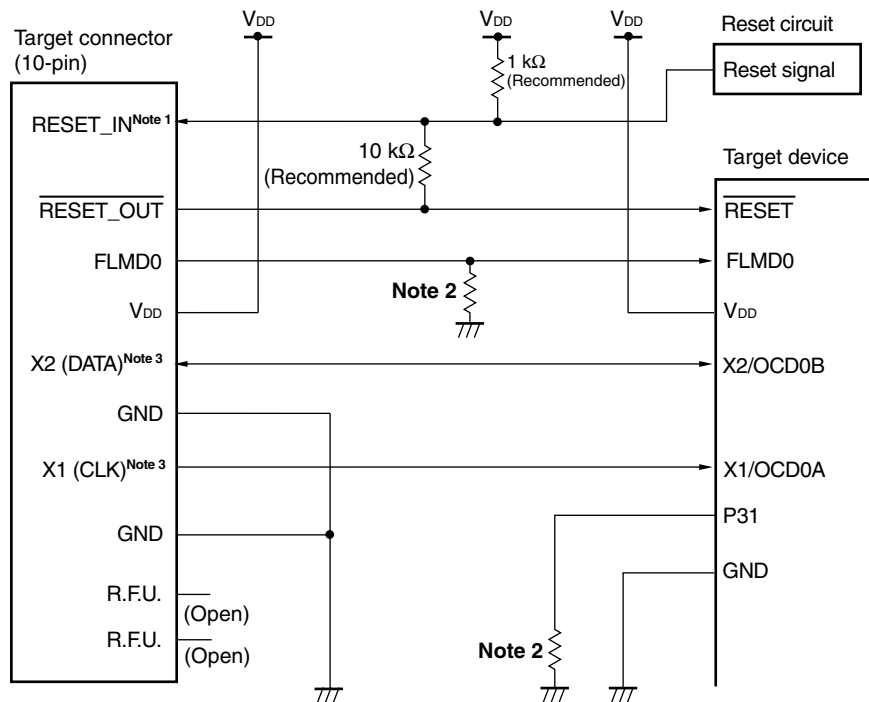 Target connector
(10-pin)
VDD
VDD
VDD
Reset circuit
Reset signal
1 kΩ
(Recommended)
RESET_INNote 1
10 kΩ
(Recommended)
Target device
RESET_OUT
RESET
FLMD0
FLMD0
Note 2
VDD
VDD
X2 (DATA)Note 3
X2/OCD0B
GND
X1 (CLK)Note 3
X1/OCD0A
P31
GND
GND
R.F.U.
(Open)
R.F.U.
(Open)
Note 2